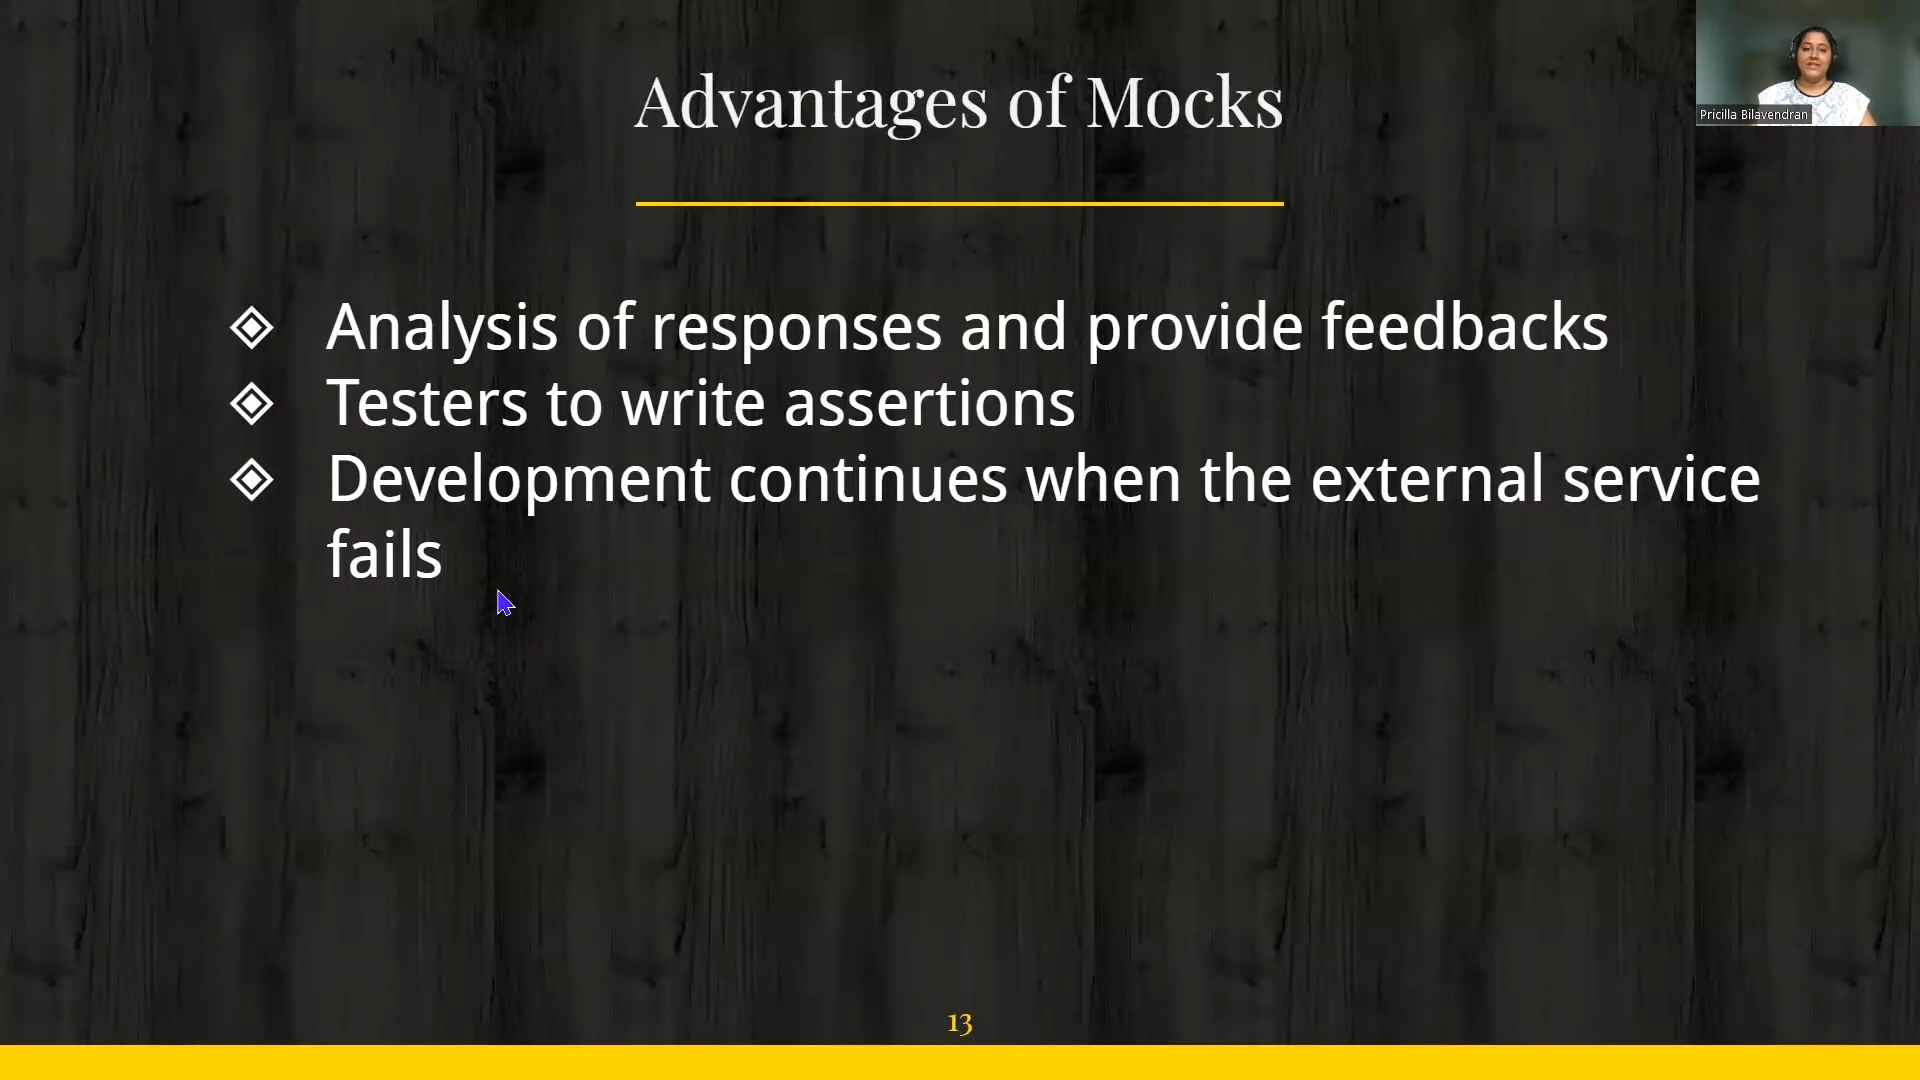 Advantages of Mocks
Pricilla Bilavendran
Analysis of responses and provide feedbacks
Testers to write assertions
Development continues when the external service
fails
13